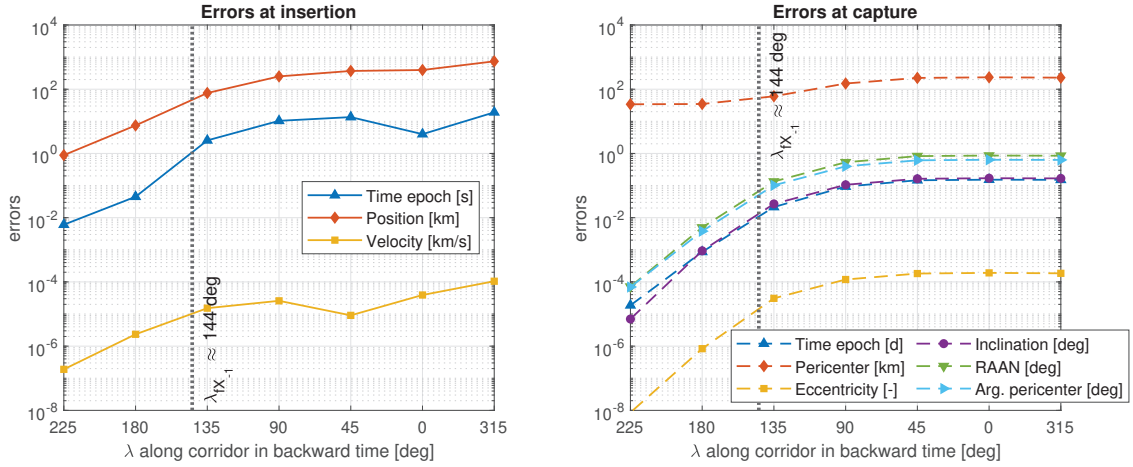 Errors at insertion
10^4
10^2
10^0
10^-2
10^-4
10^-6
10^-8
errors
Time epoch [s]
Position [km]
Velocity [km/s]
λ_fX_-1 ≈ 144 deg
225 180 135 90 45 0 315
λ along corridor in backward time [deg]
Errors at capture
10^4
10^2
10^0
10^-2
10^-4
10^-6
10^-8
errors
λ_fX_-1 ≈ 144 deg
Time epoch [d]
Pericenter [km]
Eccentricity [-]
Inclination [deg]
RAAN [deg]
Arg. pericenter [deg]
225 180 135 90 45 0 315
λ along corridor in backward time [deg]